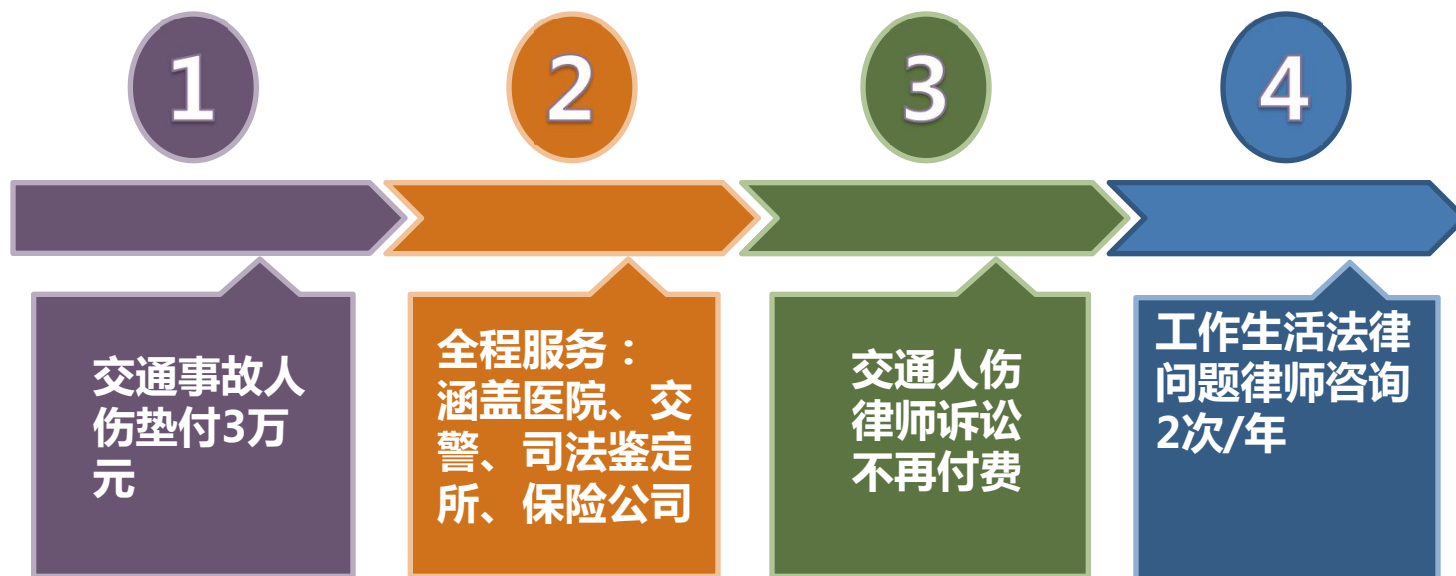 1
2
3
4
交通事故人
伤垫付3万
元
全程服务：
涵盖医院、交
警、司法鉴定
所、保险公司
交通人伤
律师诉讼
不再付费
工作生活法律
问题律师咨询
2次/年